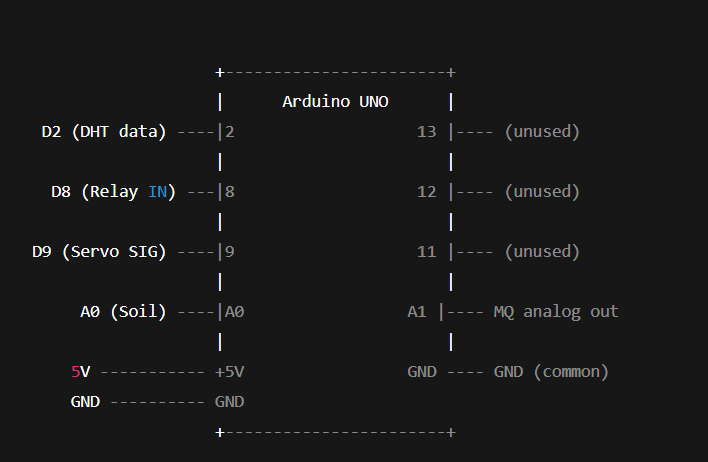 +-----------------------+
|      Arduino UNO      |
D2 (DHT data) ----|2                   13 |---- (unused)
|                       |
D8 (Relay IN) ---|8                   12 |---- (unused)
|                       |
D9 (Servo SIG) ----|9                   11 |---- (unused)
|                       |
A0 (Soil) ----|A0                 A1 |---- MQ analog out
|                       |
5V ----------- +5V                 GND ---- GND (common)
GND ---------- GND
+-----------------------+